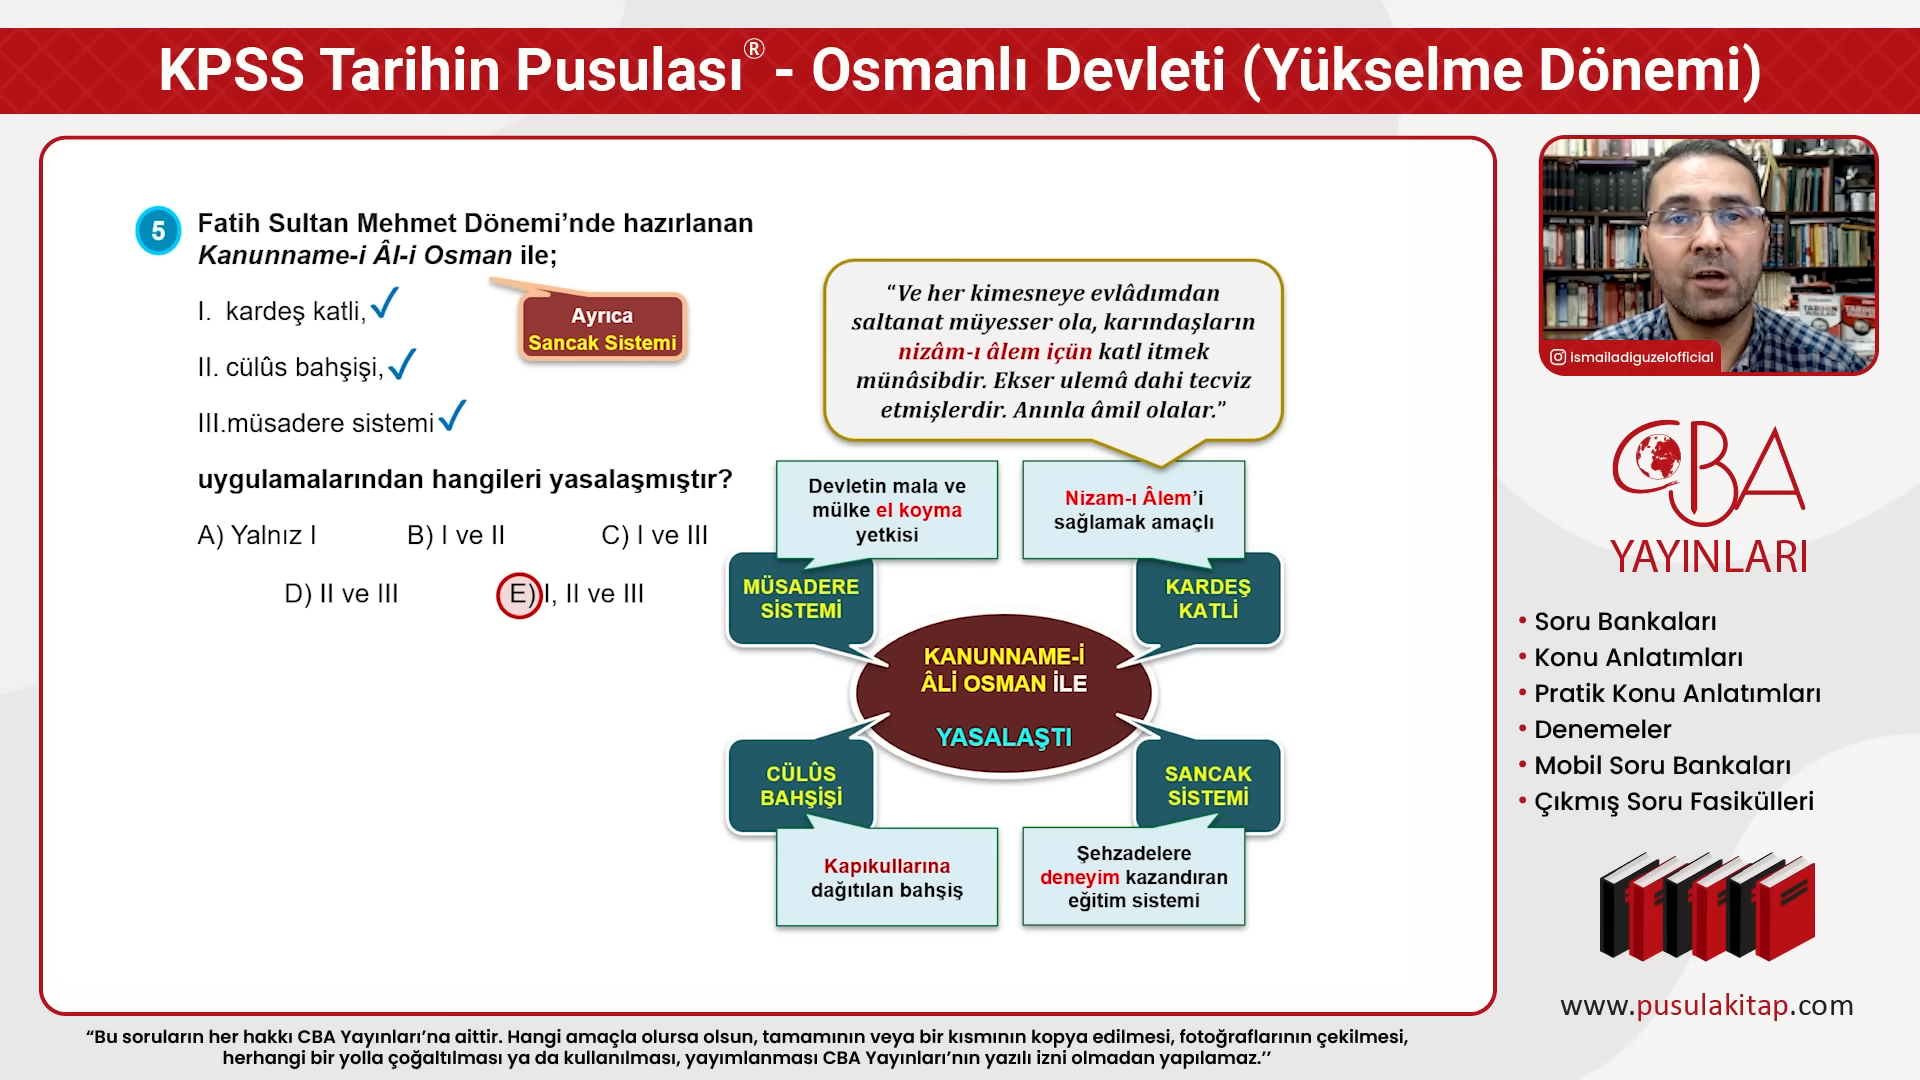 KPSS Tarihin Pusulası® - Osmanlı Devleti (Yükselme Dönemi)
5
Fatih Sultan Mehmet Dönemi’nde hazırlanan
Kanunname-i Âl-i Osman ile;
I. kardeş katli,
II. cülûs bahşişi,
III.müsadere sistemi
uygulamalarından hangileri yasalaşmıştır?
A) Yalnız I B) I ve II C) I ve III
D) II ve III E) I, II ve III
Ayrıca
Sancak Sistemi
“Ve her kimesneye evlâdımdan
saltanat müyesser ola, karındaşların
nizâm-ı âlem içün katl itmek
münâsibdir. Ekser ulemâ dahi tecviz
etmişlerdir. Anınla âmil olalar.”
Devletin mala ve
mülke el koyma
yetkisi
Nizam-ı Âlem’i
sağlamak amaçlı
MÜSADERE
SİSTEMİ
KARDEŞ
KATLİ
KANUNNAME-İ
ÂLİ OSMAN İLE
YASALAŞTI
CÜLÛS
BAHŞİŞİ
SANCAK
SİSTEMİ
Kapıkullarına
dağıtılan bahşiş
Şehzadelere
deneyim kazandıran
eğitim sistemi
ismailadiguzelofficial
CBA
YAYINLARI
• Soru Bankaları
• Konu Anlatımları
• Pratik Konu Anlatımları
• Denemeler
• Mobil Soru Bankaları
• Çıkmış Soru Fasikülleri
www.pusulakitap.com
“Bu soruların her hakkı CBA Yayınları’na aittir. Hangi amaçla olursa olsun, tamamının veya bir kısmının kopya edilmesi, fotoğraflarının çekilmesi,
herhangi bir yolla çoğaltılması ya da kullanılması, yayımlanması CBA Yayınları’nın yazılı izni olmadan yapılamaz.’’